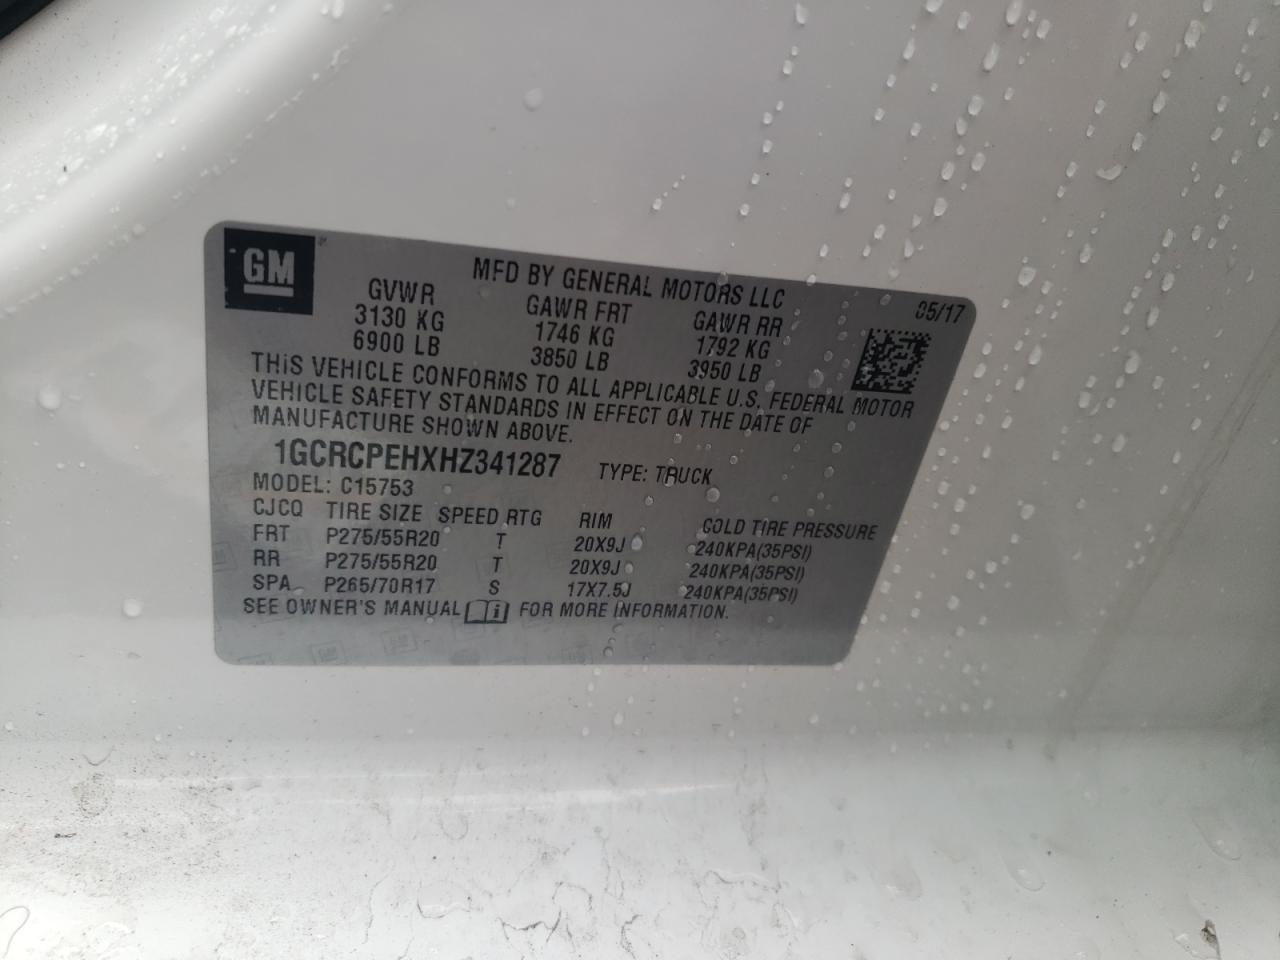 GM
MFD BY GENERAL MOTORS LLC
05/17
GVWR GAWR FRT GAWR RR
3130 KG 1746 KG 1792 KG
6900 LB 3850 LB 3950 LB
THIS VEHICLE CONFORMS TO ALL APPLICABLE U.S. FEDERAL MOTOR
VEHICLE SAFETY STANDARDS IN EFFECT ON THE DATE OF
MANUFACTURE SHOWN ABOVE.
1GCRCPEHXHZ341287 TYPE: TRUCK
MODEL: C15753
CJCQ TIRE SIZE SPEED RTG RIM COLD TIRE PRESSURE
FRT P275/55R20 T 20X9J 240KPA(35PSI)
RR P275/55R20 T 20X9J 240KPA(35PSI)
SPA P265/70R17 S 17X7.5J 240KPA(35PSI)
SEE OWNER'S MANUAL i FOR MORE INFORMATION.